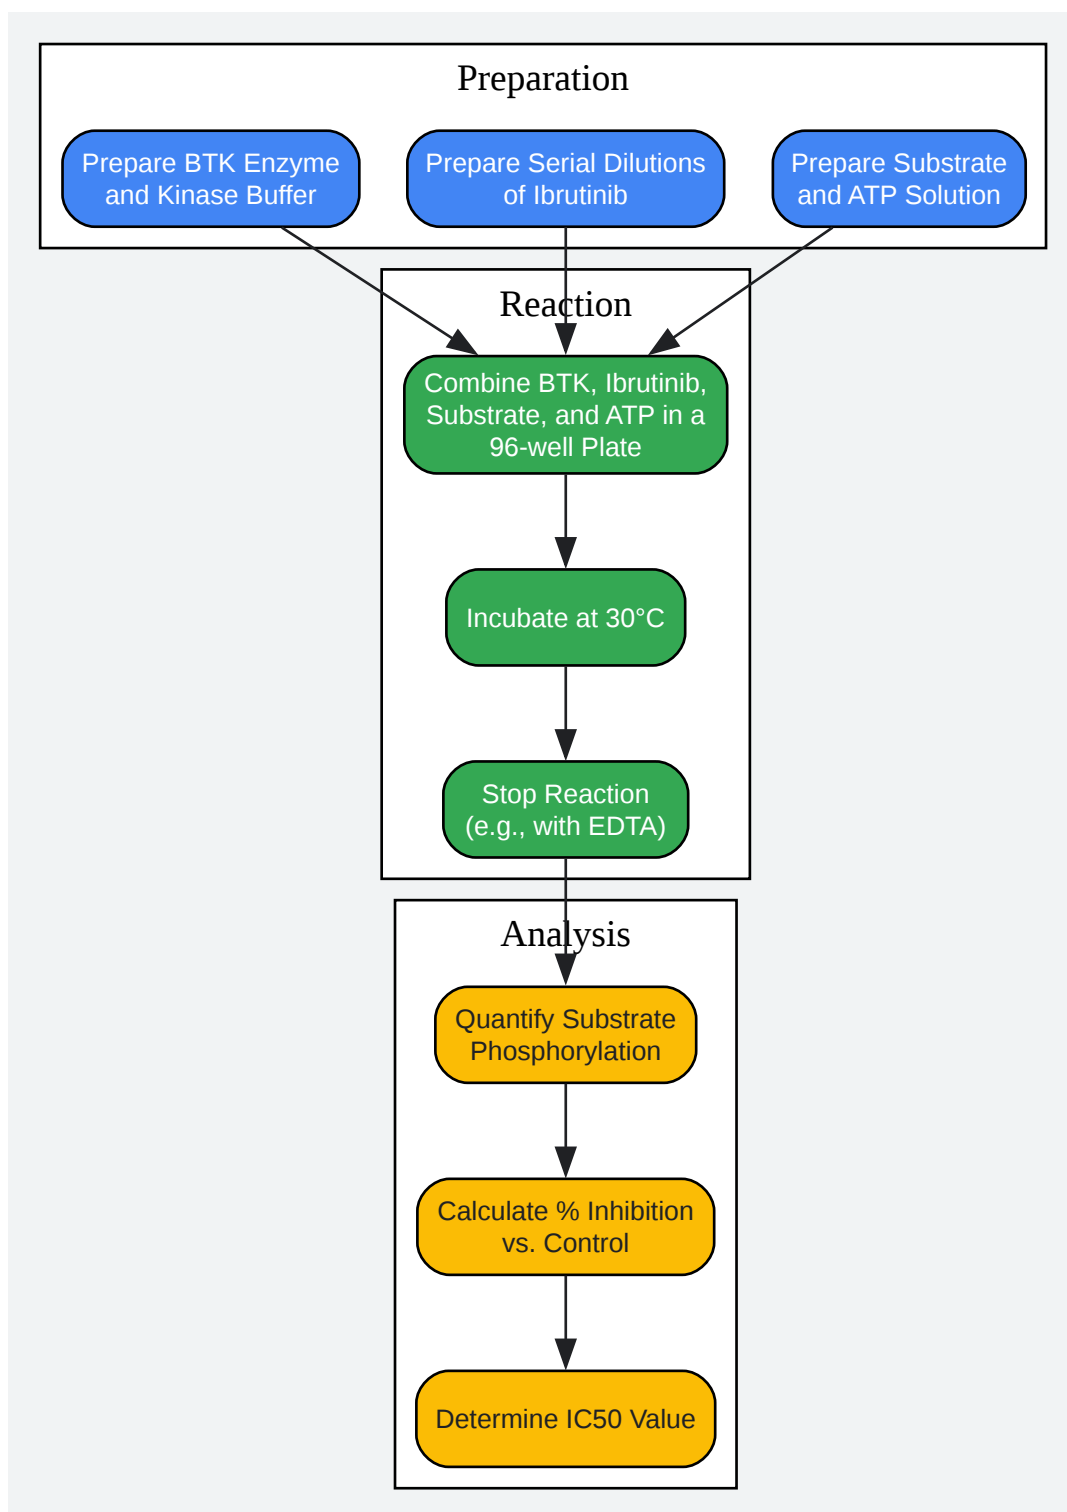 Preparation
Prepare BTK Enzyme
and Kinase Buffer
Prepare Serial Dilutions
of Ibrutinib
Prepare Substrate
and ATP Solution
Reaction
Combine BTK, Ibrutinib,
Substrate, and ATP in a
96-well Plate
Incubate at 30°C
Stop Reaction
(e.g., with EDTA)
Analysis
Quantify Substrate
Phosphorylation
Calculate % Inhibition
vs. Control
Determine IC50 Value